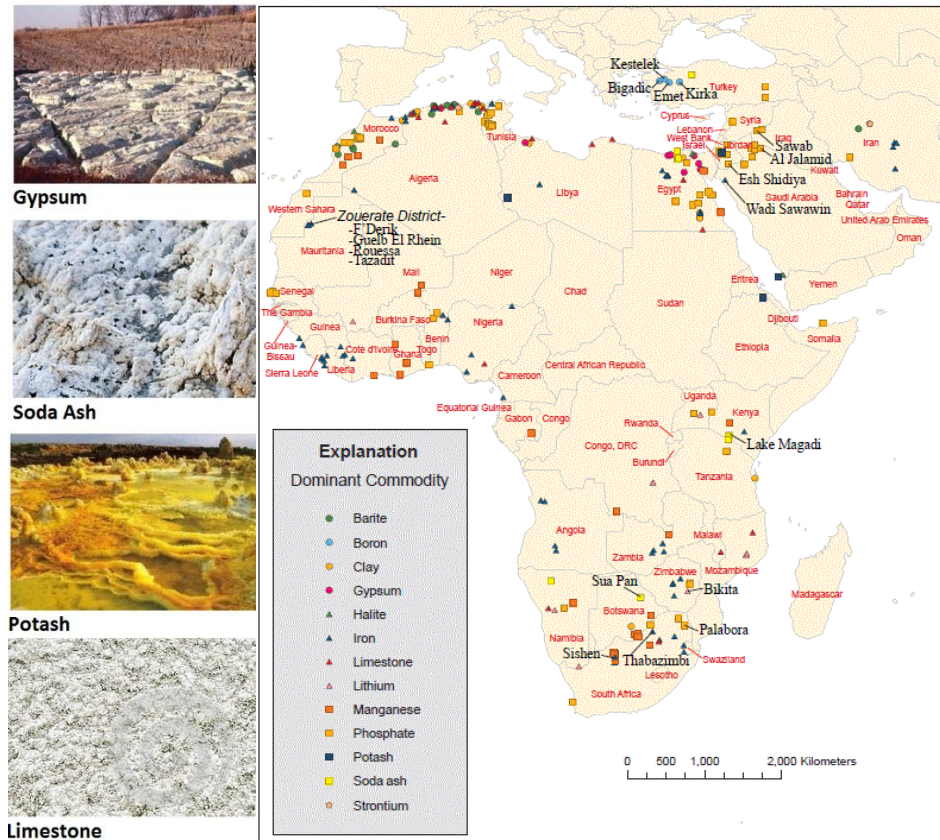 Gypsum
Soda Ash
Potash
Limestone
Kestelek
Bigadic
Emet
Kirka
Turkey
Cyprus
Syria
Lebanon
Iraq
West Bank
Sawab
Israel
Jordan
Al Jalamid
Iran
Kuwait
Esh Shidiya
Morocco
Tunisia
Algeria
Libya
Egypt
Saudi Arabia
Bahrain
Qatar
Wadi Sawawin
United Arab Emirates
Oman
Western Sahara
Zouerate District-
-F'Derik
-Guelb El Rhein
-Rouessa
-Tazadit
Mauritania
Mali
Niger
Chad
Sudan
Eritrea
Yemen
Senegal
The Gambia
Guinea
Burkina Faso
Nigeria
Djibouti
Somalia
Guinea-
Bissau
Benin
Cote d'Ivoire
Togo
Ghana
Ethiopia
Sierra Leone
Liberia
Cameroon
Central African Republic
Equatorial Guinea
Gabon
Congo
Uganda
Kenya
Rwanda
Congo, DRC
Lake Magadi
Burundi
Tanzania
Angola
Malawi
Zambia
Mozambique
Zimbabwe
Sua Pan
Bikita
Madagascar
Botswana
Namibia
Palabora
Sishen
Thabazimbi
Swaziland
Lesotho
South Africa
Explanation
Dominant Commodity
Barite
Boron
Clay
Gypsum
Halite
Iron
Limestone
Lithium
Manganese
Phosphate
Potash
Soda ash
Strontium
0 500 1,000 2,000 Kilometers